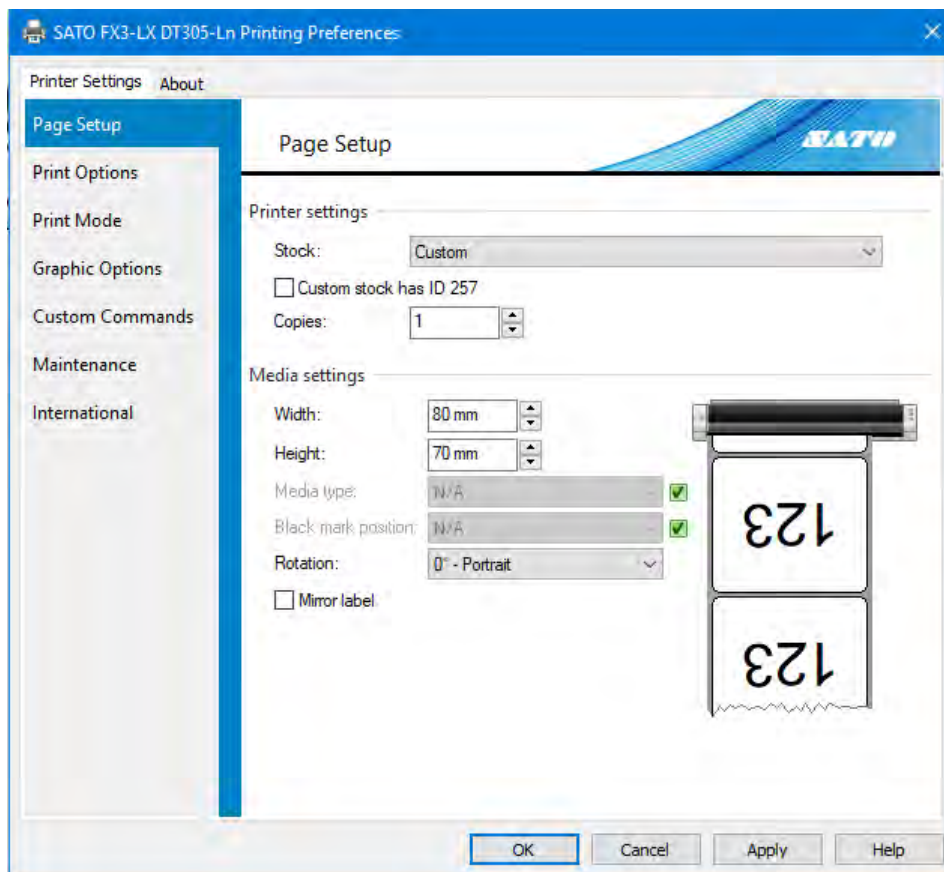 SATO FX3-LX DT305-Ln Printing Preferences
Printer Settings About
Page Setup
Print Options
Print Mode
Graphic Options
Custom Commands
Maintenance
International
Page Setup
SATO
Printer settings
Stock: Custom
Custom stock has ID 257
Copies: 1
Media settings
Width: 80 mm
Height: 70 mm
Media type: N/A
Black mark position: N/A
Rotation: 0° - Portrait
Mirror label
123
123
OK Cancel Apply Help